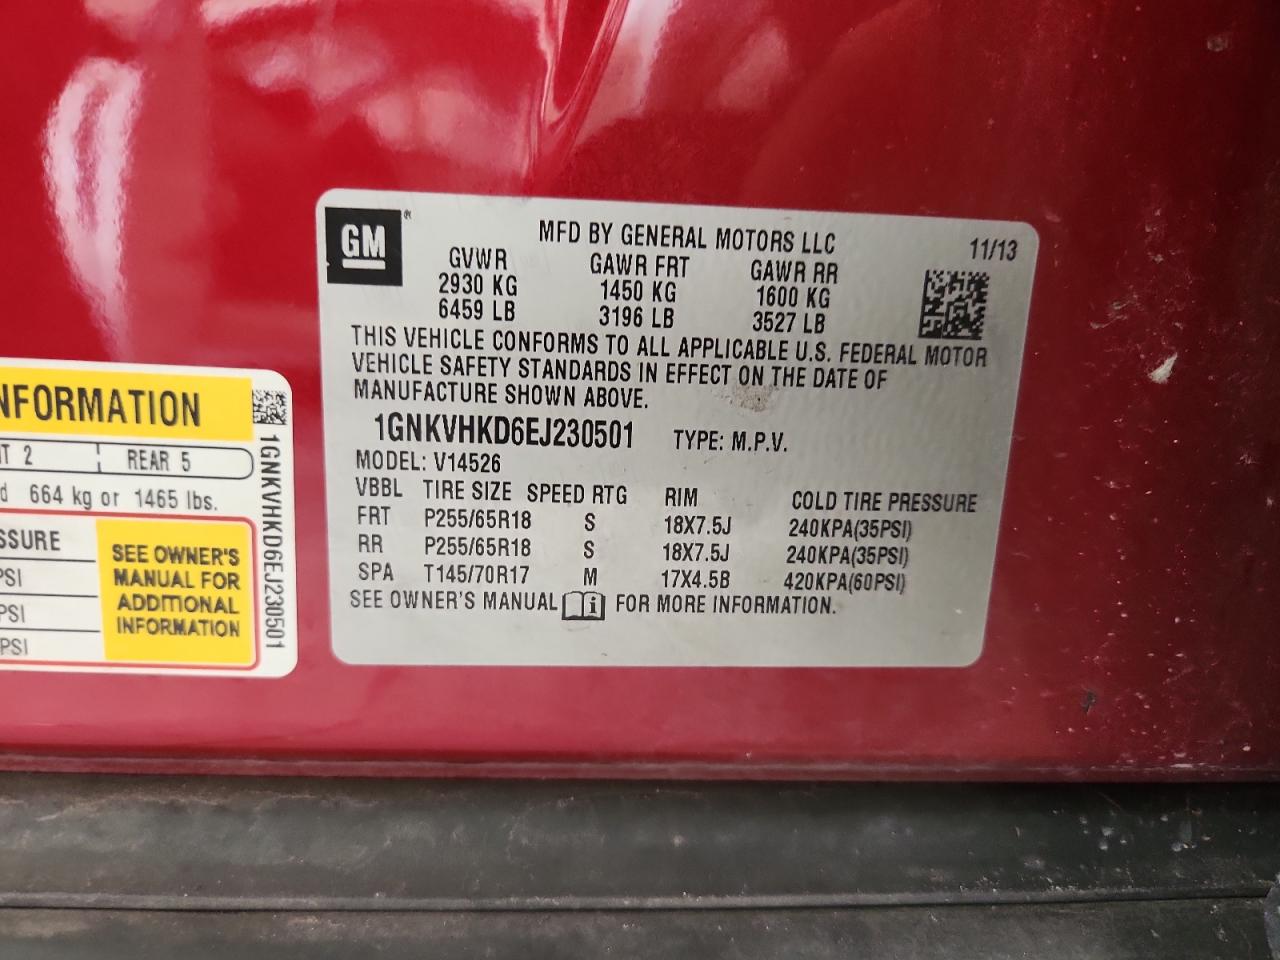 GM®
MFD BY GENERAL MOTORS LLC
11/13
GVWR GAWR FRT GAWR RR
2930 KG 1450 KG 1600 KG
6459 LB 3196 LB 3527 LB
THIS VEHICLE CONFORMS TO ALL APPLICABLE U.S. FEDERAL MOTOR
VEHICLE SAFETY STANDARDS IN EFFECT ON THE DATE OF
MANUFACTURE SHOWN ABOVE.
1GNKVHKD6EJ230501 TYPE: M.P.V.
MODEL: V14526
VBBL TIRE SIZE SPEED RTG RIM COLD TIRE PRESSURE
FRT P255/65R18 S 18X7.5J 240KPA(35PSI)
RR P255/65R18 S 18X7.5J 240KPA(35PSI)
SPA T145/70R17 M 17X4.5B 420KPA(60PSI)
SEE OWNER'S MANUAL i FOR MORE INFORMATION.
NFORMATION
T 2 REAR 5
d 664 kg or 1465 lbs.
SSURE
PSI
PSI
PSI
SEE OWNER'S
MANUAL FOR
ADDITIONAL
INFORMATION
1GNKVHKD6EJ230501